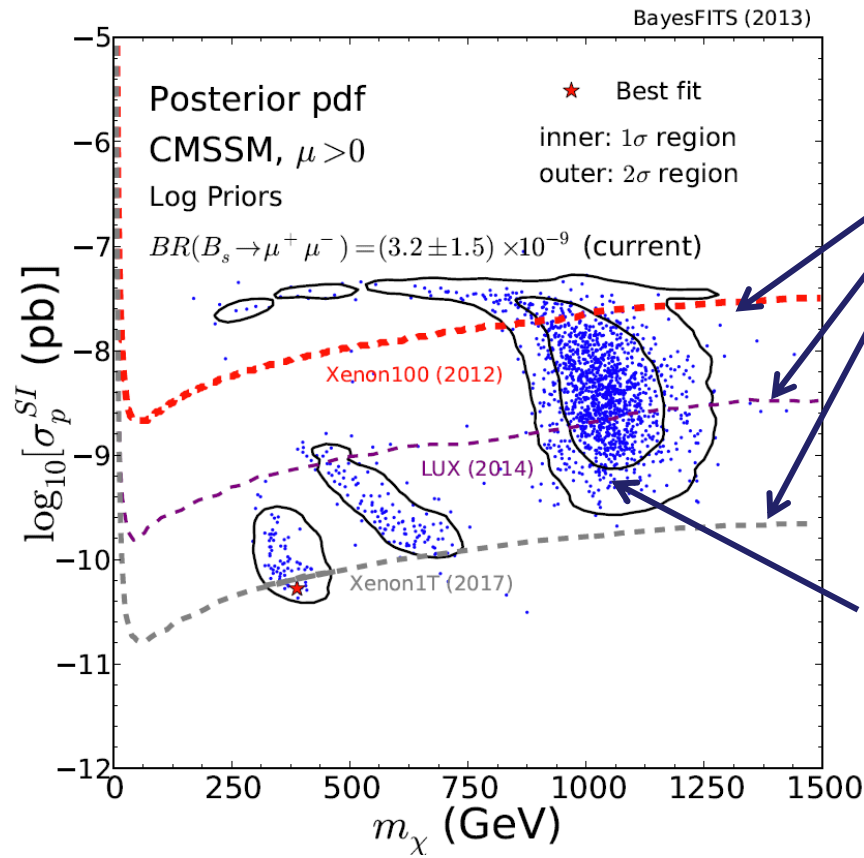 BayesFITS (2013)
Posterior pdf
CMSSM, μ > 0
Log Priors
BR(B_s → μ⁺ μ⁻) = (3.2 ± 1.5) × 10⁻⁹ (current)
Best fit
inner: 1σ region
outer: 2σ region
Xenon100 (2012)
LUX (2014)
Xenon1T (2017)
log₁₀[σ_p^{SI} (pb)]
−5
−6
−7
−8
−9
−10
−11
−12
0 250 500 750 1000 1250 1500
m_χ (GeV)